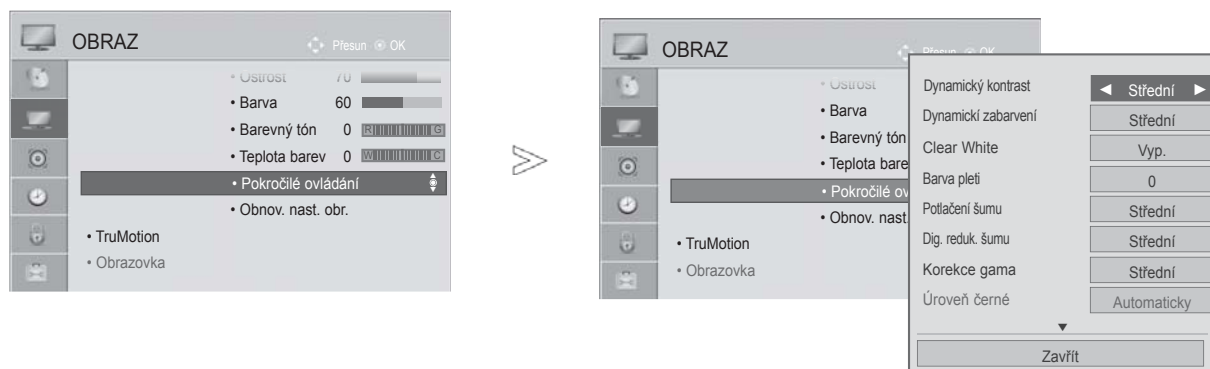 OBRAZ
Přesun OK
• Ostrost 70
• Barva 60
• Barevný tón 0 R G
• Teplota barev 0 W C
• Pokročilé ovládání
• Obnov. nast. obr.
• TruMotion
• Obrazovka
OBRAZ
Přesun OK
• Ostrost
• Barva
• Barevný tón
• Teplota bare
• Pokročilé ov
• Obnov. nast.
• TruMotion
• Obrazovka
Dynamický kontrast ◄ Střední ►
Dynamickí zabarvení Střední
Clear White Vyp.
Barva pleti 0
Potlačení šumu Střední
Dig. reduk. šumu Střední
Korekce gama Střední
Úroveň černé Automaticky
▼
Zavřít